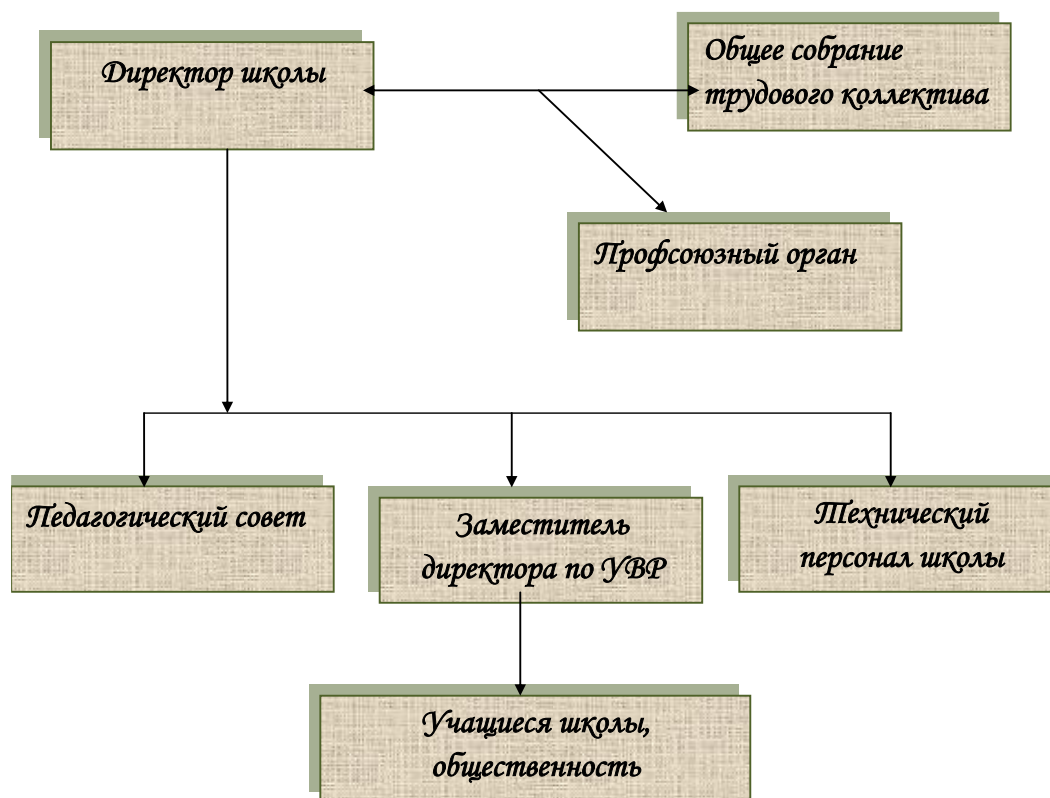 Директор школы
Общее собрание
трудового коллектива
Профсоюзный орган
Педагогический совет
Заместитель
директора по УВР
Технический
персонал школы
Учащиеся школы,
общественность